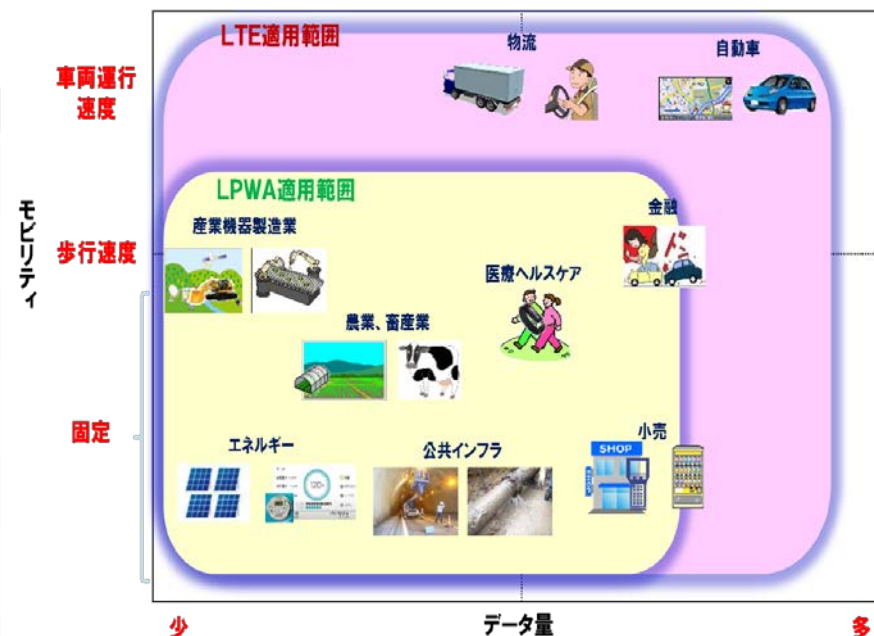 LTE適用範囲
物流
自動車
車両運行
速度
LPWA適用範囲
産業機器製造業
金融
モビリティ
歩行速度
医療ヘルスケア
農業、畜産業
固定
エネルギー
公共インフラ
小売
SHOP
120
少
データ量
多